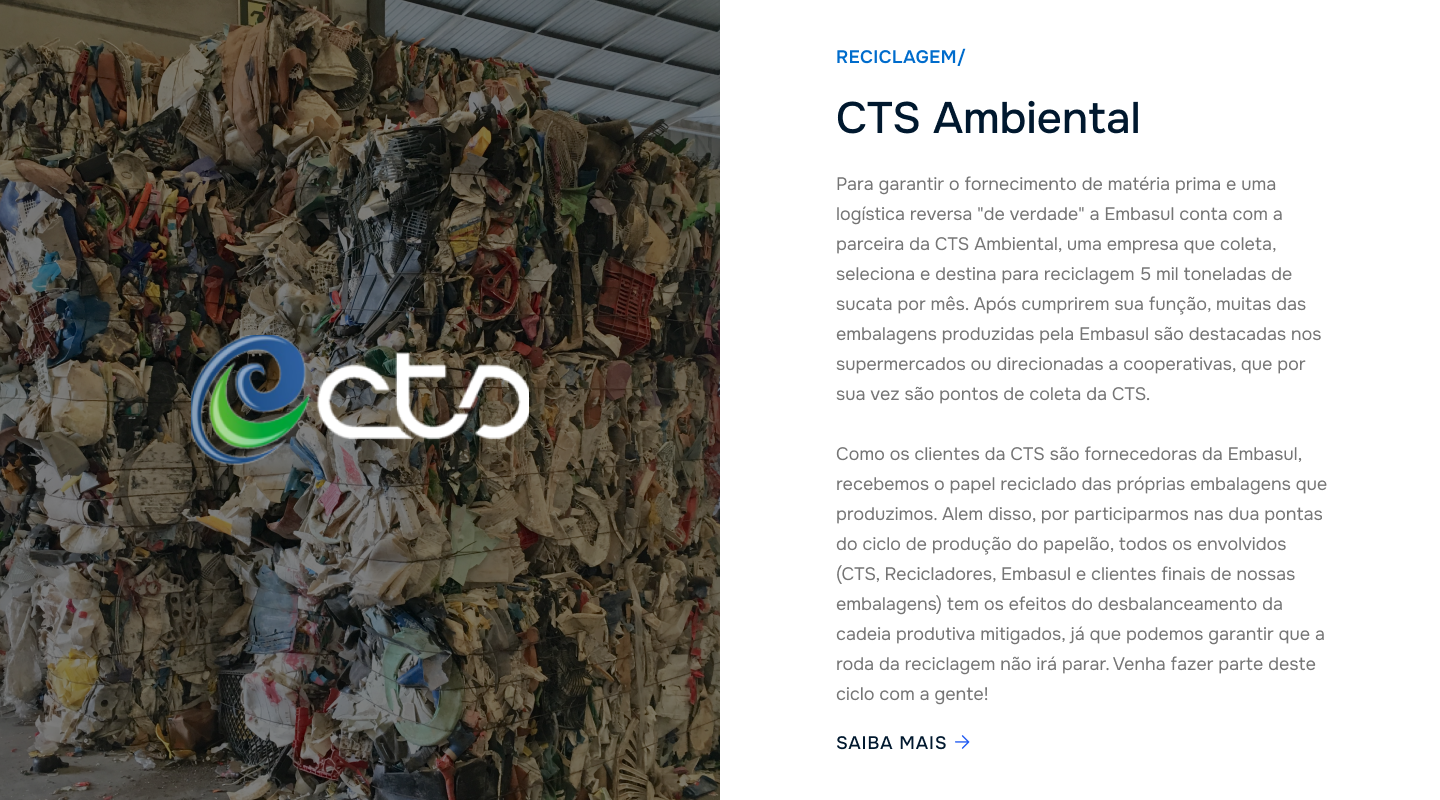 cts
RECICLAGEM/
CTS Ambiental
Para garantir o fornecimento de matéria prima e uma
logística reversa "de verdade" a Embasul conta com a
parceira da CTS Ambiental, uma empresa que coleta,
seleciona e destina para reciclagem 5 mil toneladas de
sucata por mês. Após cumprirem sua função, muitas das
embalagens produzidas pela Embasul são destacadas nos
supermercados ou direcionadas a cooperativas, que por
sua vez são pontos de coleta da CTS.
Como os clientes da CTS são fornecedoras da Embasul,
recebemos o papel reciclado das próprias embalagens que
produzimos. Alem disso, por participarmos nas dua pontas
do ciclo de produção do papelão, todos os envolvidos
(CTS, Recicladores, Embasul e clientes finais de nossas
embalagens) tem os efeitos do desbalanceamento da
cadeia produtiva mitigados, já que podemos garantir que a
roda da reciclagem não irá parar. Venha fazer parte deste
ciclo com a gente!
SAIBA MAIS →